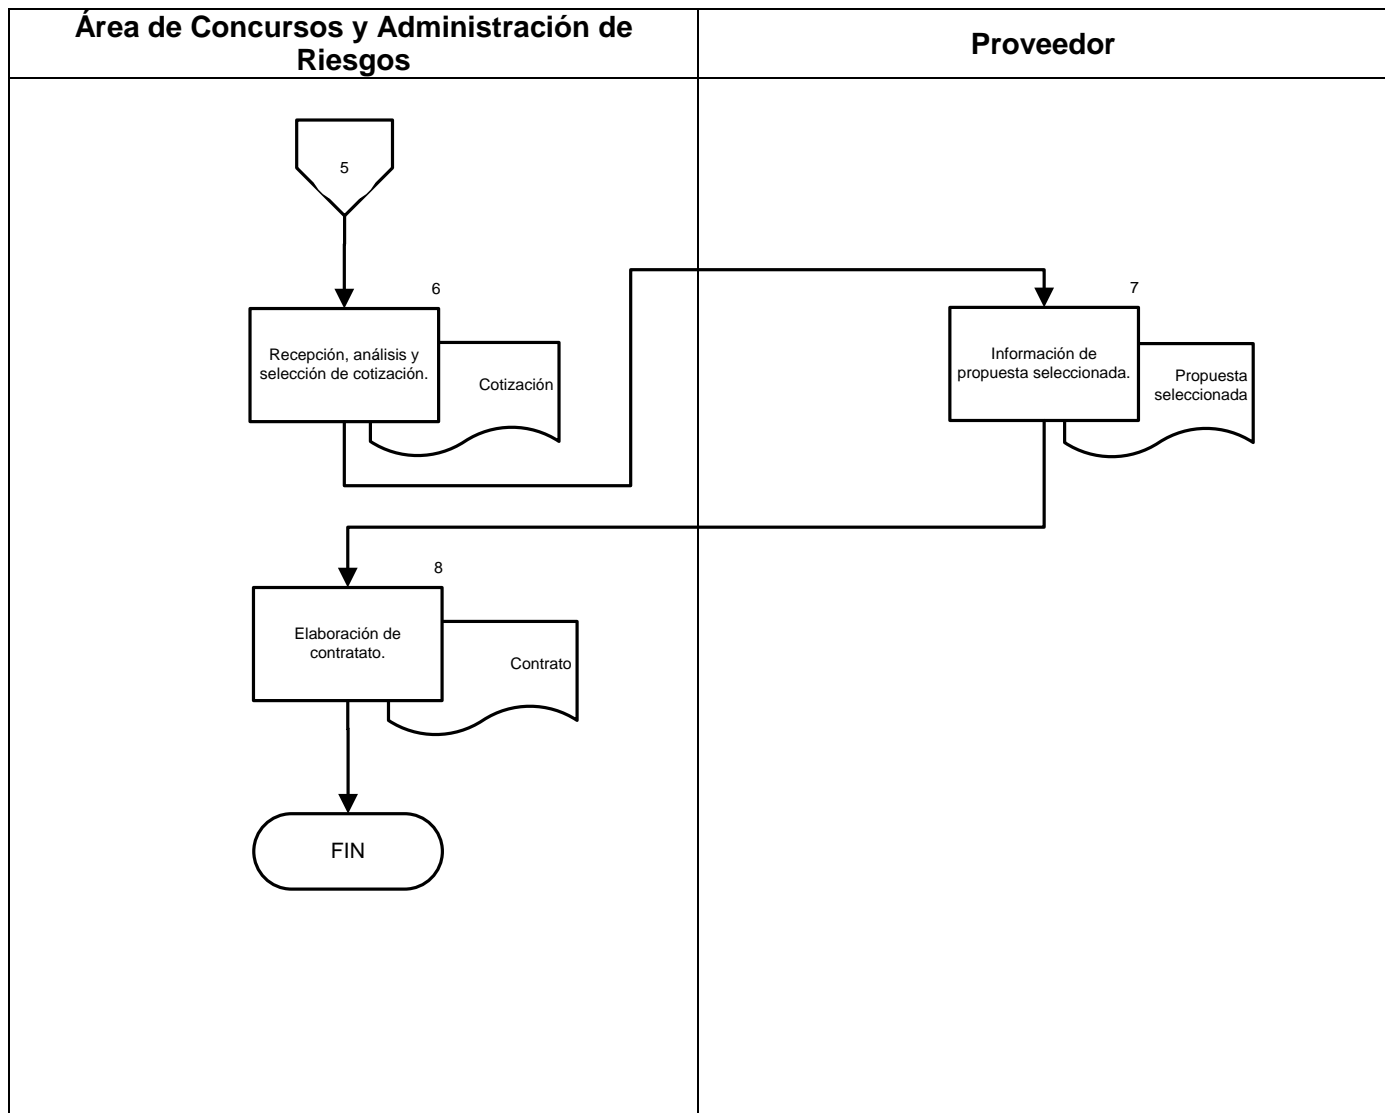 Área de Concursos y Administración de
Riesgos
Proveedor
5
6
Recepción, análisis y
selección de cotización.
Cotización
7
Información de
propuesta seleccionada.
Propuesta
seleccionada
8
Elaboración de
contratato.
Contrato
FIN